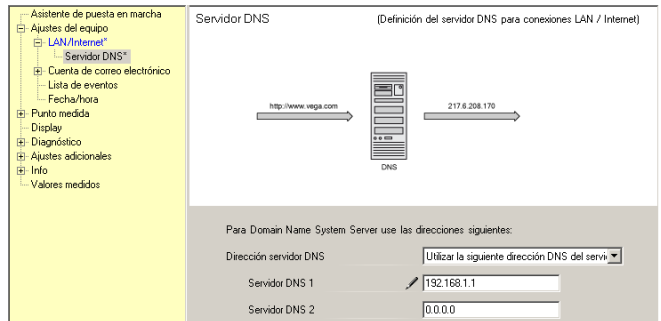 Asistente de puesta en marcha
Ajustes del equipo
LAN/Internet*
Servidor DNS*
Cuenta de correo electrónico
Lista de eventos
Fecha/hora
Punto medida
Display
Diagnóstico
Ajustes adicionales
Info
Valores medidos
Servidor DNS
(Definición del servidor DNS para conexiones LAN / Internet)
http://www.vega.com
217.6.208.170
DNS
Para Domain Name System Server use las direcciones siguientes:
Dirección servidor DNS
Utilizar la siguiente dirección DNS del servi
Servidor DNS 1
192.168.1.1
Servidor DNS 2
0.0.0.0